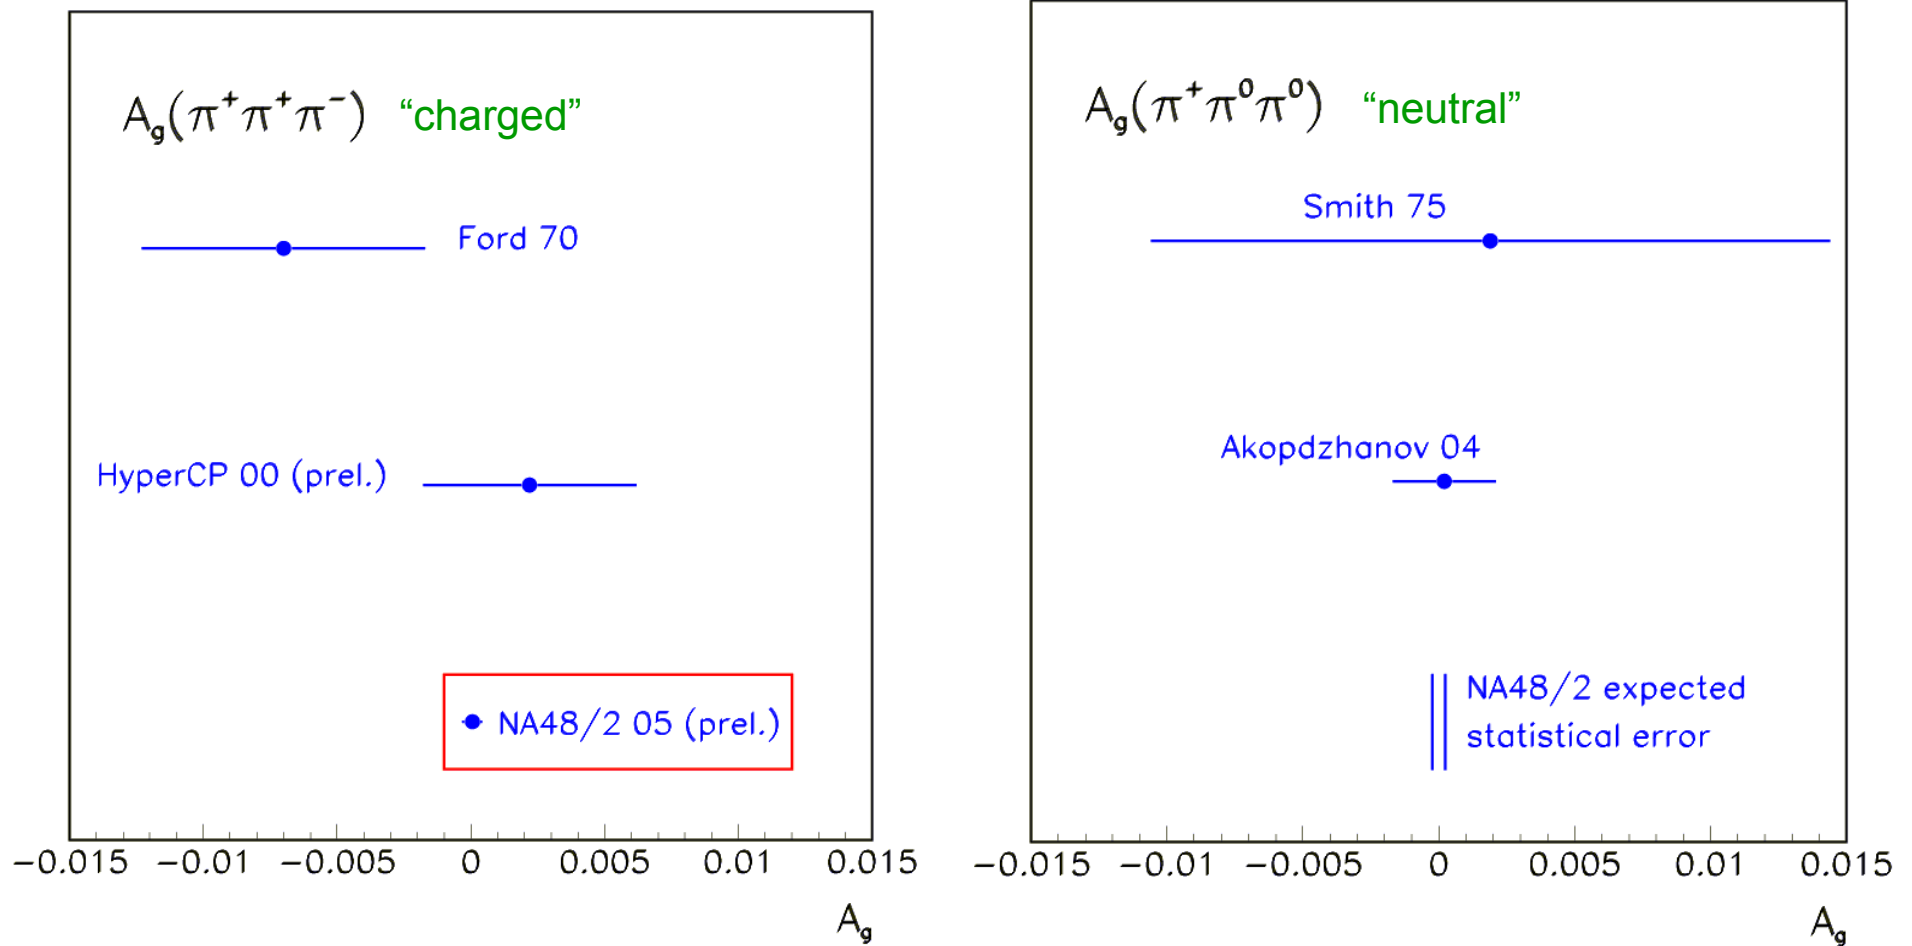 A_g(π⁺π⁺π⁻) “charged”
Ford 70
HyperCP 00 (prel.)
NA48/2 05 (prel.)
−0.015 −0.01 −0.005 0 0.005 0.01 0.015
A_g
A_g(π⁺π⁰π⁰) “neutral”
Smith 75
Akopdzhanov 04
NA48/2 expected
statistical error
−0.015 −0.01 −0.005 0 0.005 0.01 0.015
A_g